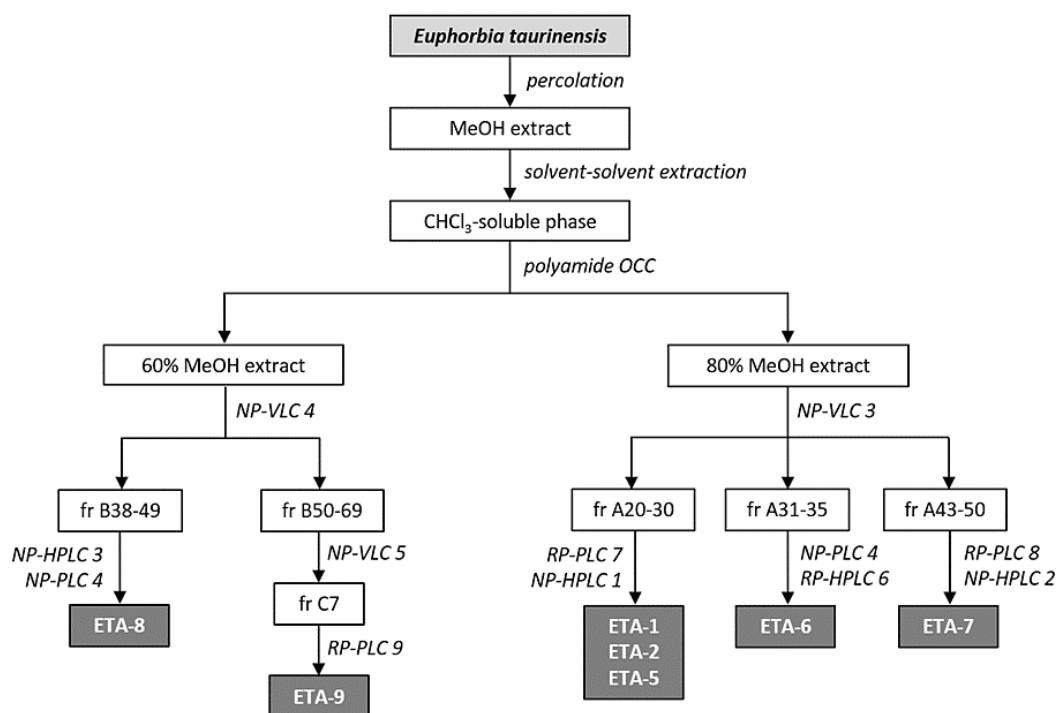 Euphorbia taurinensis
percolation
MeOH extract
solvent-solvent extraction
CHCl₃-soluble phase
polyamide OCC
60% MeOH extract
80% MeOH extract
NP-VLC 4
NP-VLC 3
fr B38-49
fr B50-69
fr A20-30
fr A31-35
fr A43-50
NP-HPLC 3
NP-PLC 4
NP-VLC 5
RP-PLC 7
NP-HPLC 1
NP-PLC 4
RP-HPLC 6
RP-PLC 8
NP-HPLC 2
ETA-8
fr C7
RP-PLC 9
ETA-9
ETA-1
ETA-2
ETA-5
ETA-6
ETA-7